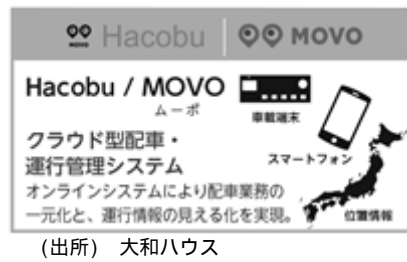 MOVO Hacobu MOVO
Hacobu / MOVO
ムーボ
車載端末
クラウド型配車・
運行管理システム
スマートフォン
オンラインシステムにより配車業務の
一元化と、運行情報の見える化を実現。
位置情報
(出所) 大和ハウス